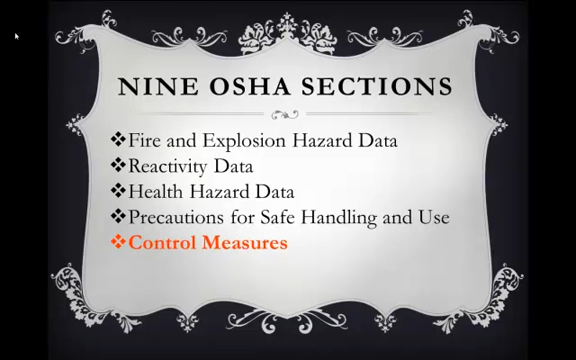 NINE OSHA SECTIONS
❖Fire and Explosion Hazard Data
❖Reactivity Data
❖Health Hazard Data
❖Precautions for Safe Handling and Use
❖Control Measures